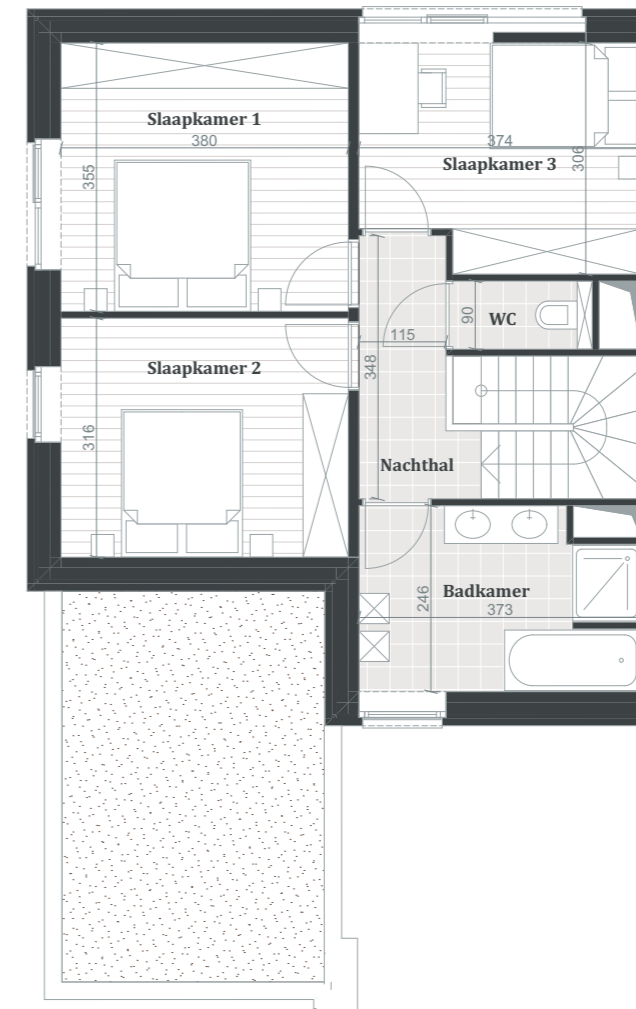 Slaapkamer 1
380
355
374
306
Slaapkamer 3
90
WC
115
348
Slaapkamer 2
316
Nachthal
246
Badkamer
373